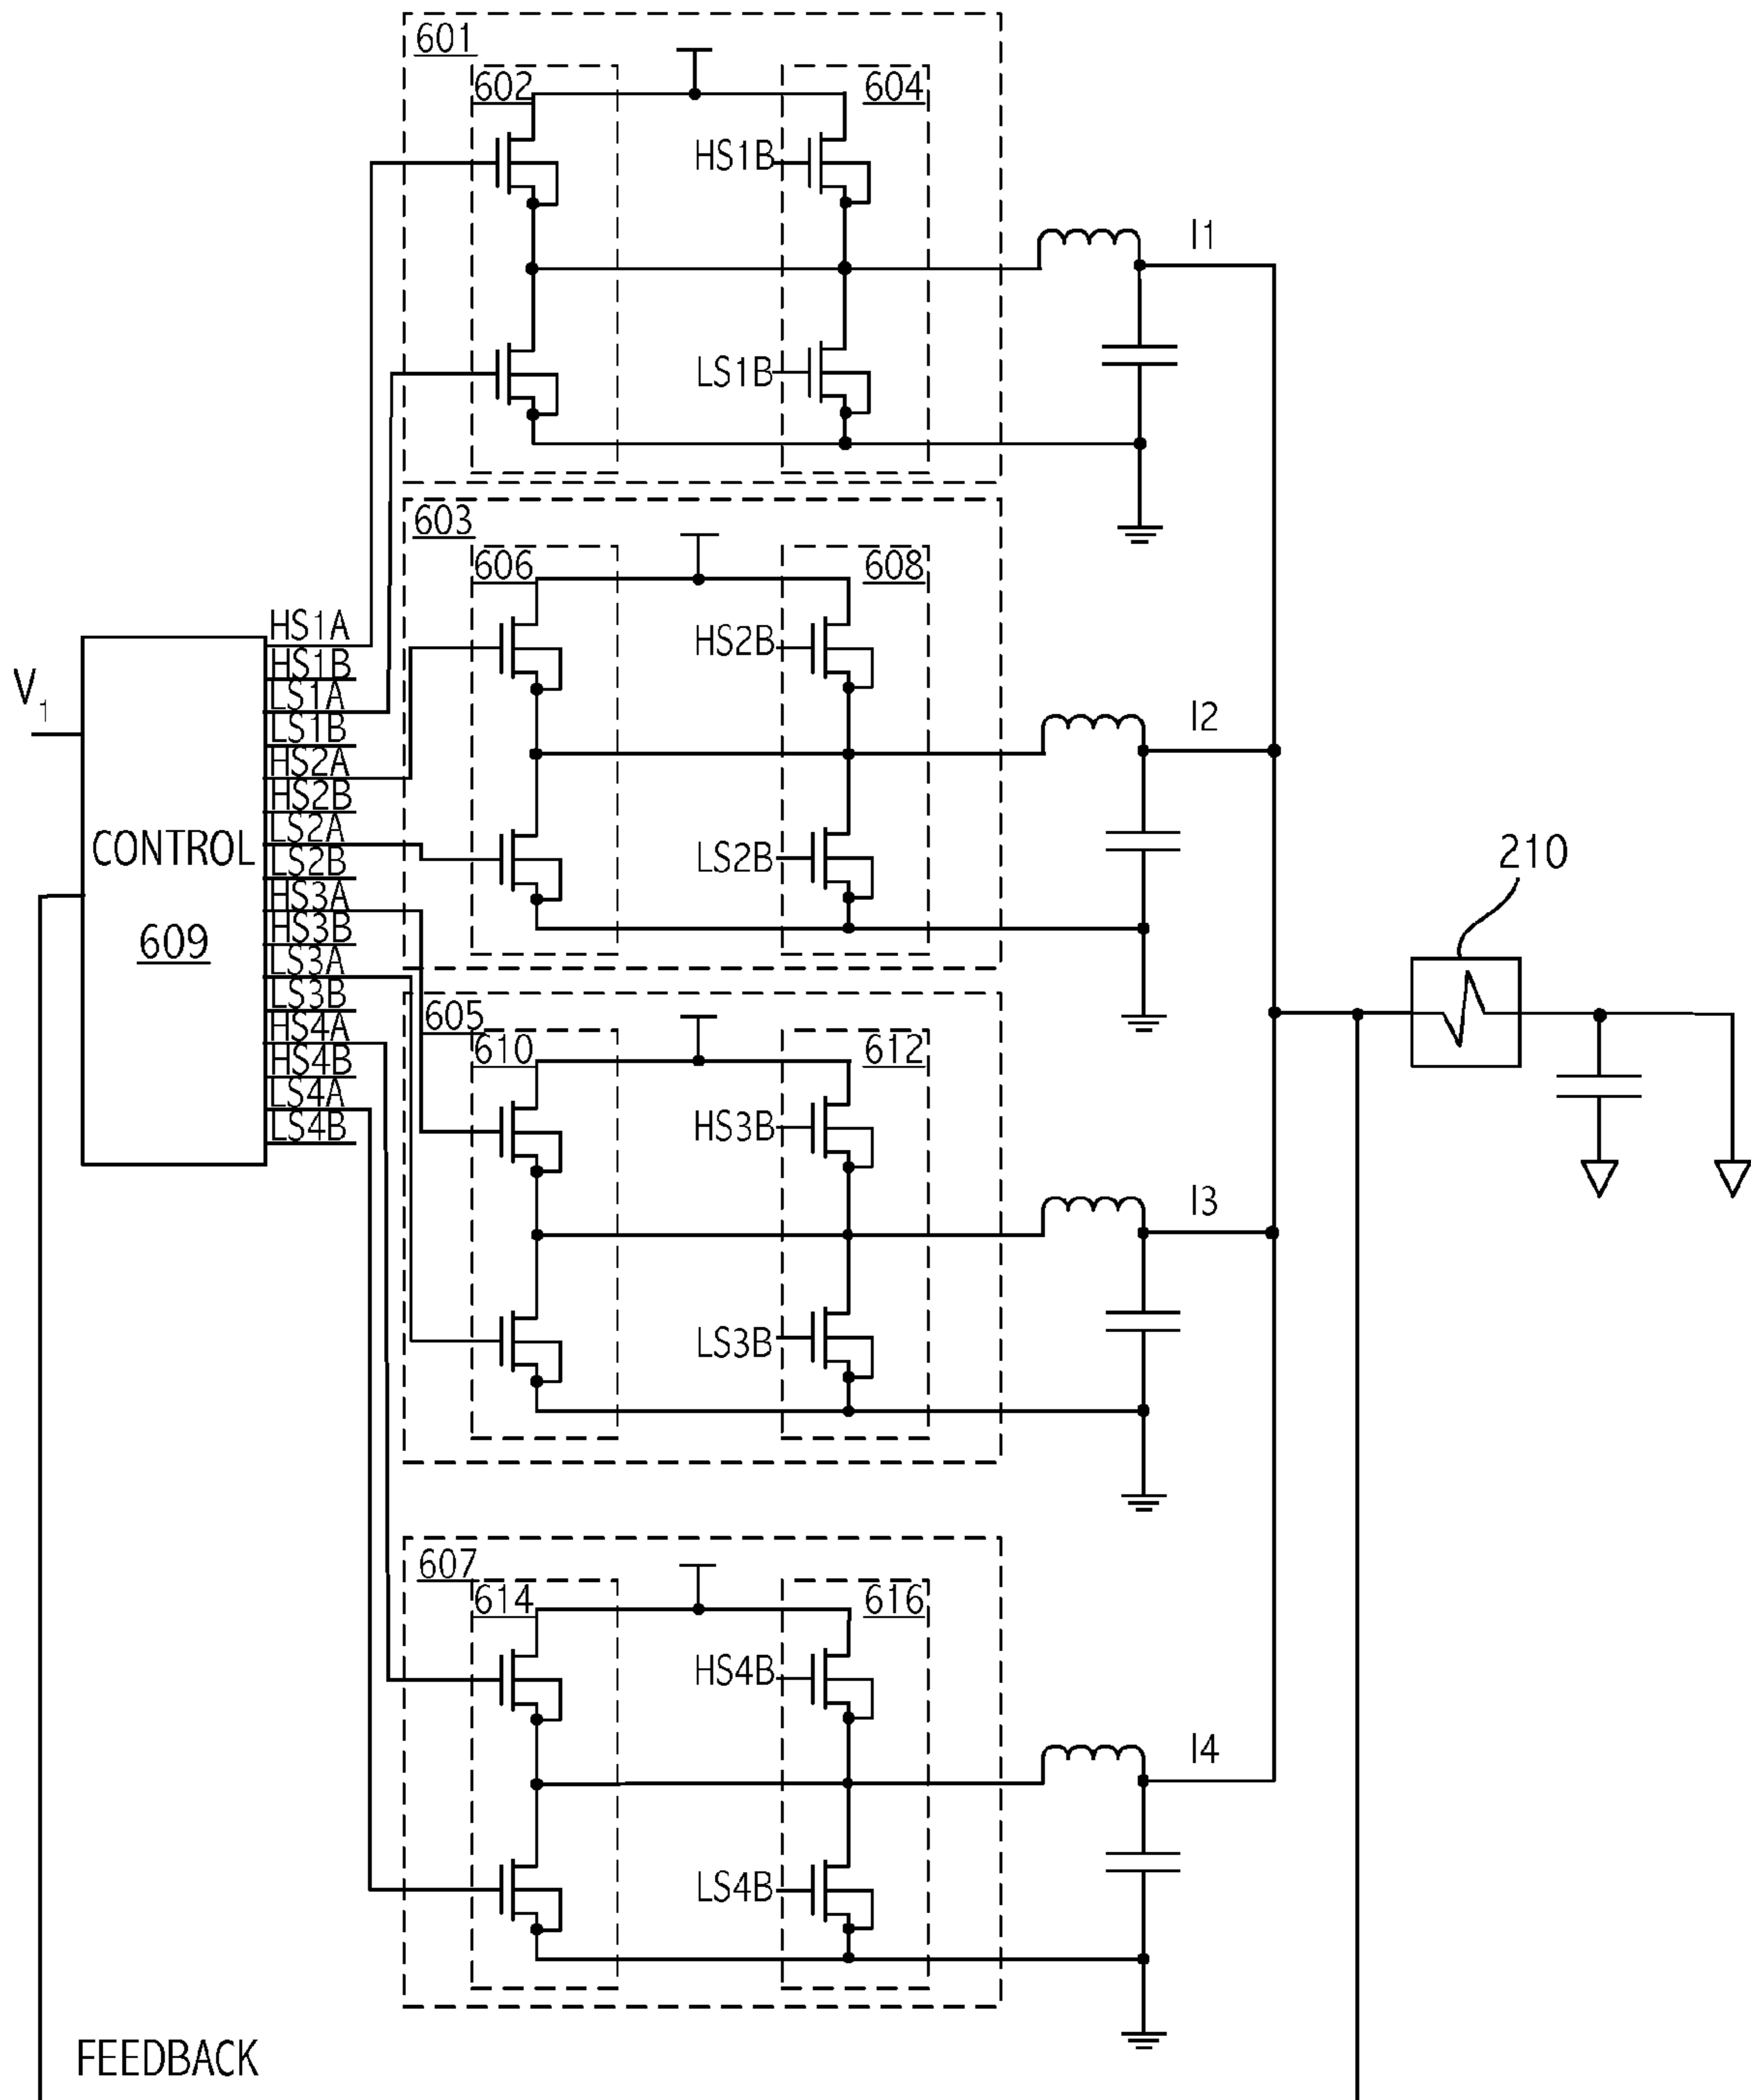 601
602
604
HS1B
LS1B
I1
603
606
608
HS2B
LS2B
I2
V1
HS1A
HS1B
LS1A
LS1B
HS2A
HS2B
LS2A
LS2B
HS3A
HS3B
LS3A
LS3B
HS4A
HS4B
LS4A
LS4B
CONTROL
609
210
605
610
612
HS3B
LS3B
I3
607
614
616
HS4B
LS4B
I4
FEEDBACK